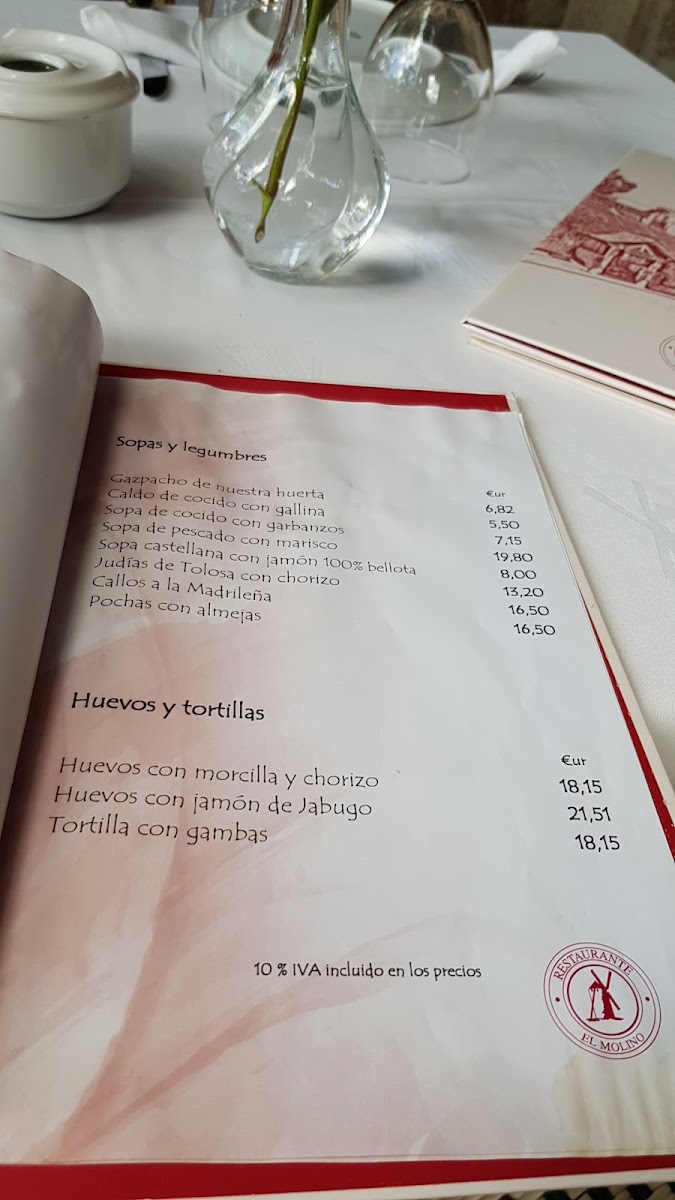 Sopas y legumbres
€ur
Gazpacho de nuestra huerta 6,82
Caldo de cocido con gallina 5,50
Sopa de cocido con garbanzos 7,15
Sopa de pescado con marisco 19,80
Sopa castellana con jamón 100% bellota 8,00
Judías de Tolosa con chorizo 13,20
Callos a la Madrileña 16,50
Pochas con almejas 16,50
Huevos y tortillas
€ur
Huevos con morcilla y chorizo 18,15
Huevos con jamón de Jabugo 21,51
Tortilla con gambas 18,15
10 % IVA incluido en los precios
RESTAURANTE
EL MOLINO